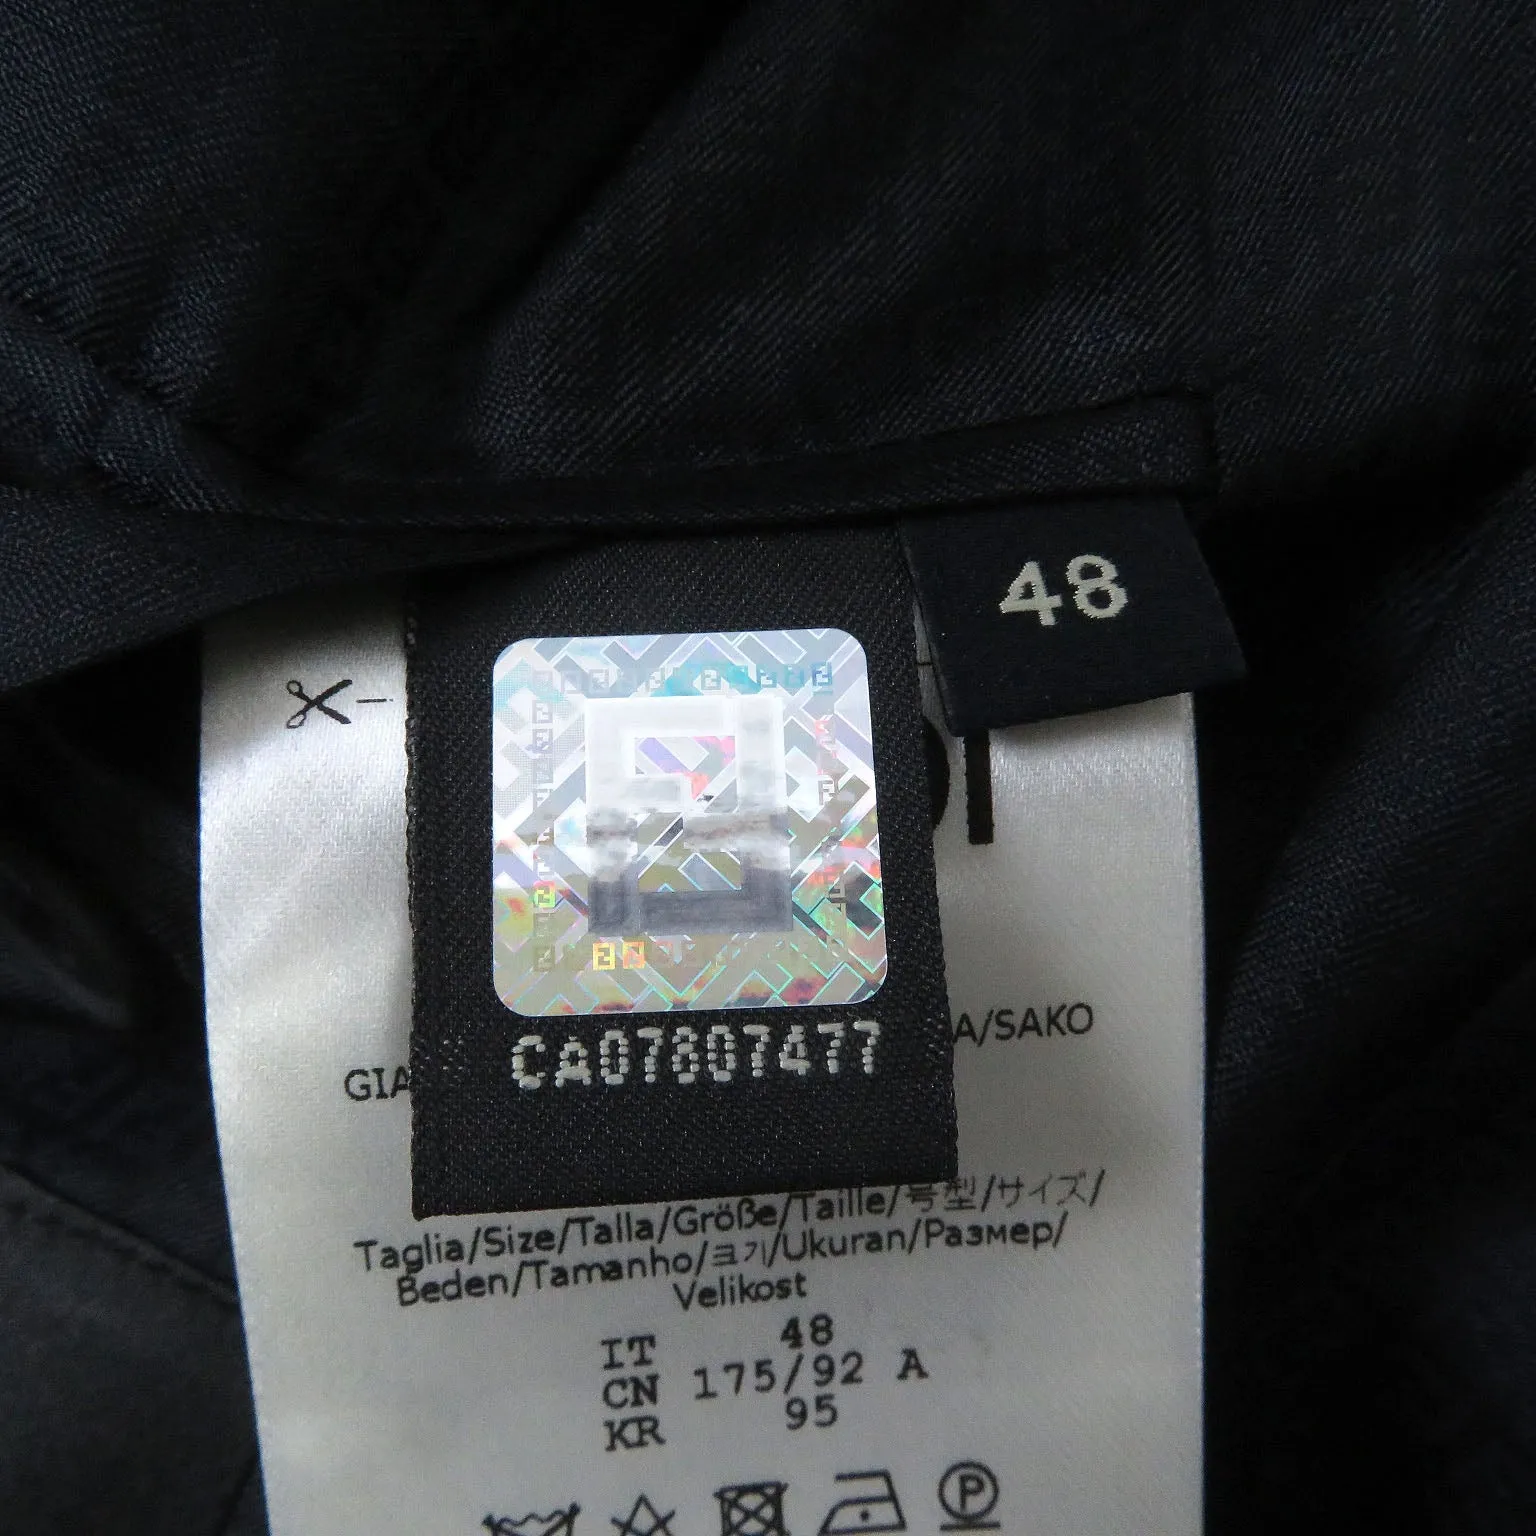 48
CA07807477
A/SAKO
GIA
Taglia/Size/Talla/Größe/Taille/号型/サイズ/
Beden/Tamanho/크기/Ukuran/Размер/
Velikost
IT 48
CN 175/92 A
KR 95
P